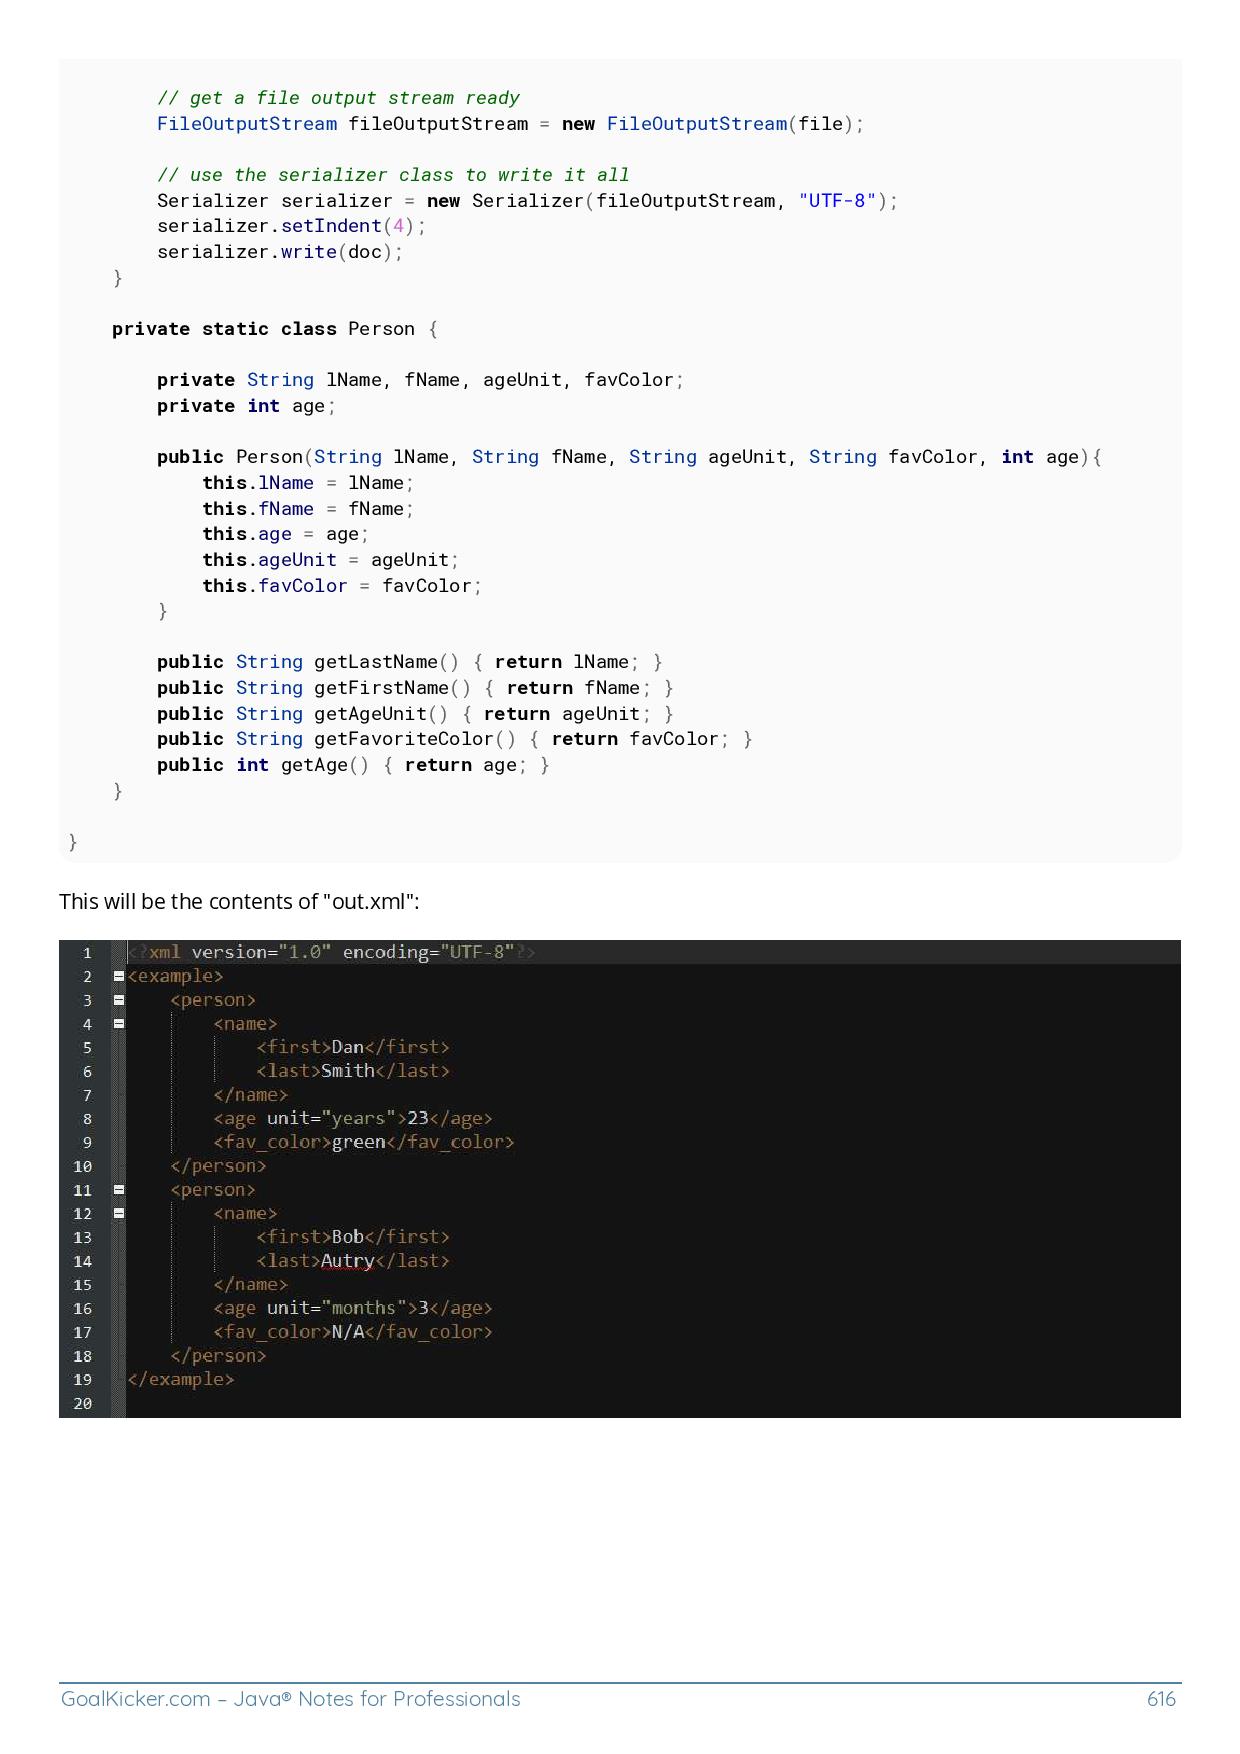 // get a file output stream ready
FileOutputStream fileOutputStream = new FileOutputStream(file);
// use the serializer class to write it all
Serializer serializer = new Serializer(fileOutputStream, "UTF-8");
serializer.setIndent(4);
serializer.write(doc);
}
private static class Person {
private String lName, fName, ageUnit, favColor;
private int age;
public Person(String lName, String fName, String ageUnit, String favColor, int age){
this.lName = lName;
this.fName = fName;
this.age = age;
this.ageUnit = ageUnit;
this.favColor = favColor;
}
public String getLastName() { return lName; }
public String getFirstName() { return fName; }
public String getAgeUnit() { return ageUnit; }
public String getFavoriteColor() { return favColor; }
public int getAge() { return age; }
}
}
This will be the contents of "out.xml":
1 <?xml version="1.0" encoding="UTF-8"?>
2 <example>
3 <person>
4 <name>
5 <first>Dan</first>
6 <last>Smith</last>
7 </name>
8 <age unit="years">23</age>
9 <fav_color>green</fav_color>
10 </person>
11 <person>
12 <name>
13 <first>Bob</first>
14 <last>Autry</last>
15 </name>
16 <age unit="months">3</age>
17 <fav_color>N/A</fav_color>
18 </person>
19 </example>
20
GoalKicker.com – Java® Notes for Professionals 616